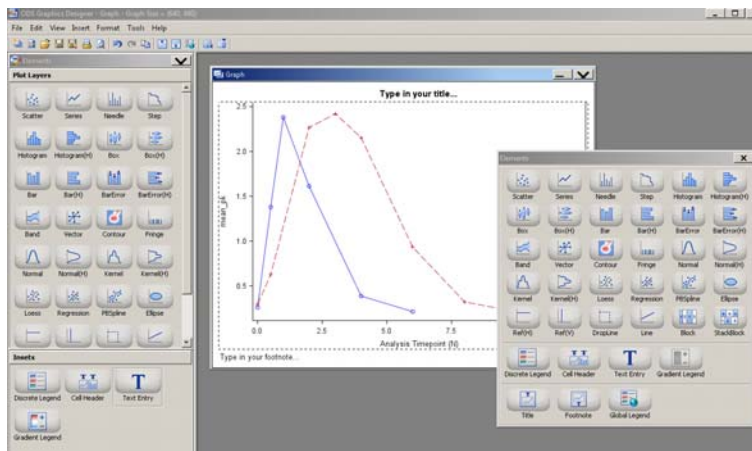 ODS Graphics Designer - Graph - Graph Size = (640, 640)
File Edit View Insert Format Tools Help
Elements
Plot Layers
Scatter Series Needle Step
Histogram Histogram(H) Box Box(H)
Bar Bar(H) BarError BarError(H)
Band Vector Contour Fringe
Normal Normal(H) Kernel Kernel(H)
Loess Regression PBSpline Ellipse
Insets
Discrete Legend Cell Header Text Entry
Gradient Legend
Graph
Type in your title...
2.5
2.0
1.5
1.0
0.5
mean_pk
0.0 2.5 5.0 7.5
Analysis Timepoint (N)
Type in your footnote...
Elements
Scatter Series Needle Step Histogram Histogram(H)
Box Box(H) Bar Bar(H) BarError BarError(H)
Band Vector Contour Fringe Normal Normal(H)
Kernel Kernel(H) Loess Regression PBSpline Ellipse
Ref(H) Ref(V) DropLine Line Block StackBlock
Discrete Legend Cell Header Text Entry Gradient Legend
Title Footnote Global Legend